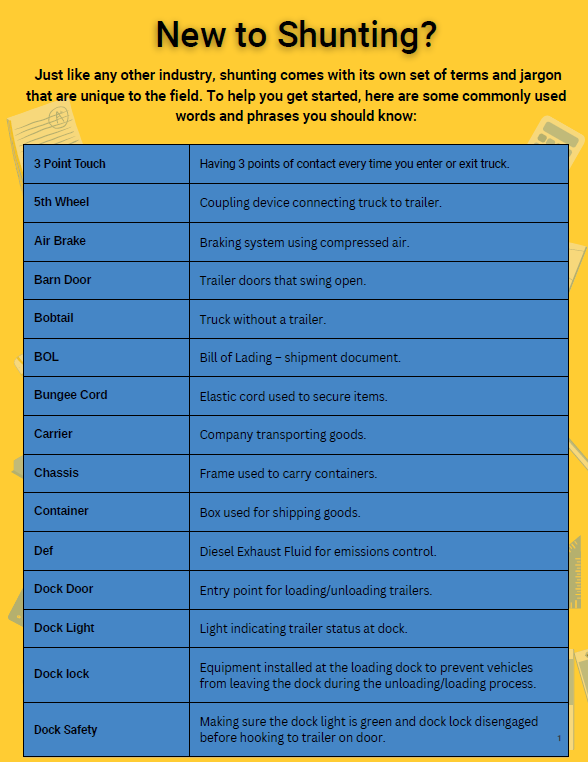 New to Shunting?
Just like any other industry, shunting comes with its own set of terms and jargon
that are unique to the field. To help you get started, here are some commonly used
words and phrases you should know:
3 Point Touch Having 3 points of contact every time you enter or exit truck.
5th Wheel Coupling device connecting truck to trailer.
Air Brake Braking system using compressed air.
Barn Door Trailer doors that swing open.
Bobtail Truck without a trailer.
BOL Bill of Lading – shipment document.
Bungee Cord Elastic cord used to secure items.
Carrier Company transporting goods.
Chassis Frame used to carry containers.
Container Box used for shipping goods.
Def Diesel Exhaust Fluid for emissions control.
Dock Door Entry point for loading/unloading trailers.
Dock Light Light indicating trailer status at dock.
Dock lock Equipment installed at the loading dock to prevent vehicles
from leaving the dock during the unloading/loading process.
Dock Safety Making sure the dock light is green and dock lock disengaged
before hooking to trailer on door.
1